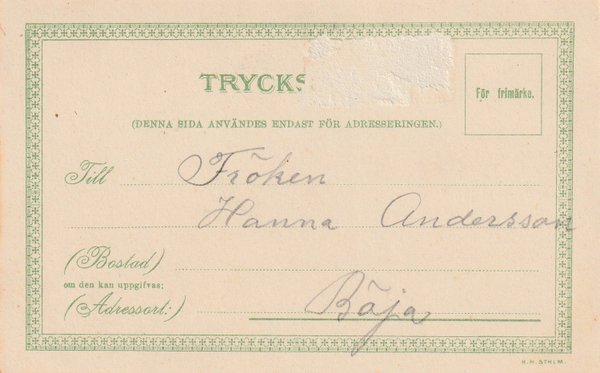 TRYCKS
För frimärke.
(DENNA SIDA ANVÄNDES ENDAST FÖR ADRESSERINGEN.)
Till Fröken
Hanna Andersson
(Bostad)
om den kan uppgifvas;
(Adressort:) Böja
H. H. STHLM.